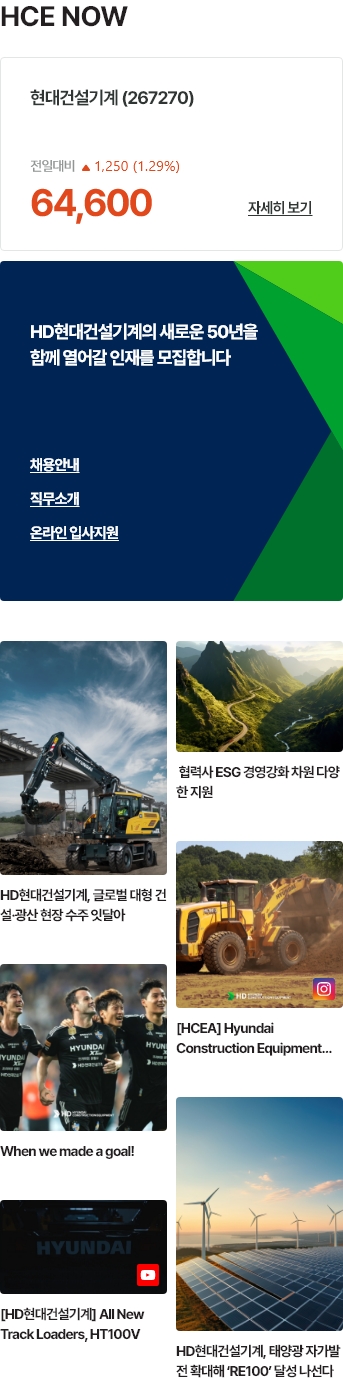 HCE NOW
현대건설기계 (267270)
전일대비 ▲ 1,250 (1.29%)
64,600
자세히 보기
HD현대건설기계의 새로운 50년을
함께 열어갈 인재를 모집합니다
채용안내
직무소개
온라인 입사지원
HYUNDAI
HD현대건설기계, 글로벌 대형 건
설·광산 현장 수주 잇달아
협력사 ESG 경영강화 차원 다양
한 지원
HD
[HCEA] Hyundai
Construction Equipment...
HYUNDAI
HYUNDAI
HD
When we made a goal!
HYUNDAI
[HD현대건설기계] All New
Track Loaders, HT100V
HD현대건설기계, 태양광 자가발
전 확대해 ‘RE100’ 달성 나선다